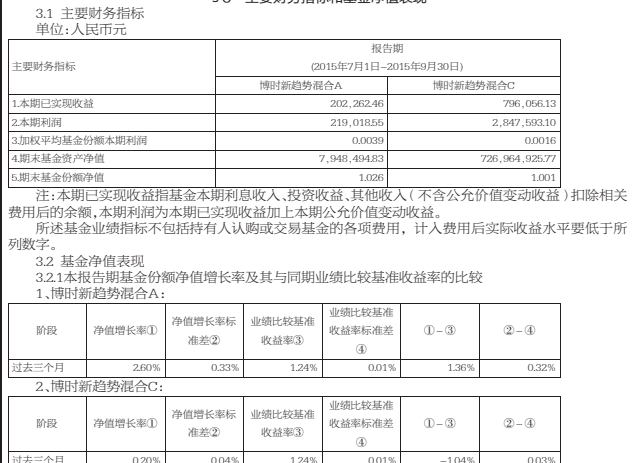 3.1 主要财务指标
单位:人民币元
主要财务指标
报告期
(2015年7月1日-2015年9月30日)
博时新趋势混合A 博时新趋势混合C
1.本期已实现收益 202,262.46 796,056.13
2.本期利润 219,018.55 2,847,593.10
3.加权平均基金份额本期利润 0.0039 0.0016
4.期末基金资产净值 7,948,494.83 726,964,925.77
5.期末基金份额净值 1.026 1.001
注:本期已实现收益指基金本期利息收入、投资收益、其他收入(不含公允价值变动收益)扣除相关
费用后的余额,本期利润为本期已实现收益加上本期公允价值变动收益。
所述基金业绩指标不包括持有人认购或交易基金的各项费用, 计入费用后实际收益水平要低于所
列数字。
3.2 基金净值表现
3.2.1本报告期基金份额净值增长率及其与同期业绩比较基准收益率的比较
1、博时新趋势混合A:
阶段 净值增长率① 净值增长率标准差② 业绩比较基准收益率③ 业绩比较基准收益率标准差④ ①-③ ②-④
过去三个月 2.60% 0.33% 1.24% 0.01% 1.36% 0.32%
2、博时新趋势混合C:
阶段 净值增长率① 净值增长率标准差② 业绩比较基准收益率③ 业绩比较基准收益率标准差④ ①-③ ②-④
过去三个月 0.20% 0.04% 1.24% 0.01% -1.04% 0.03%